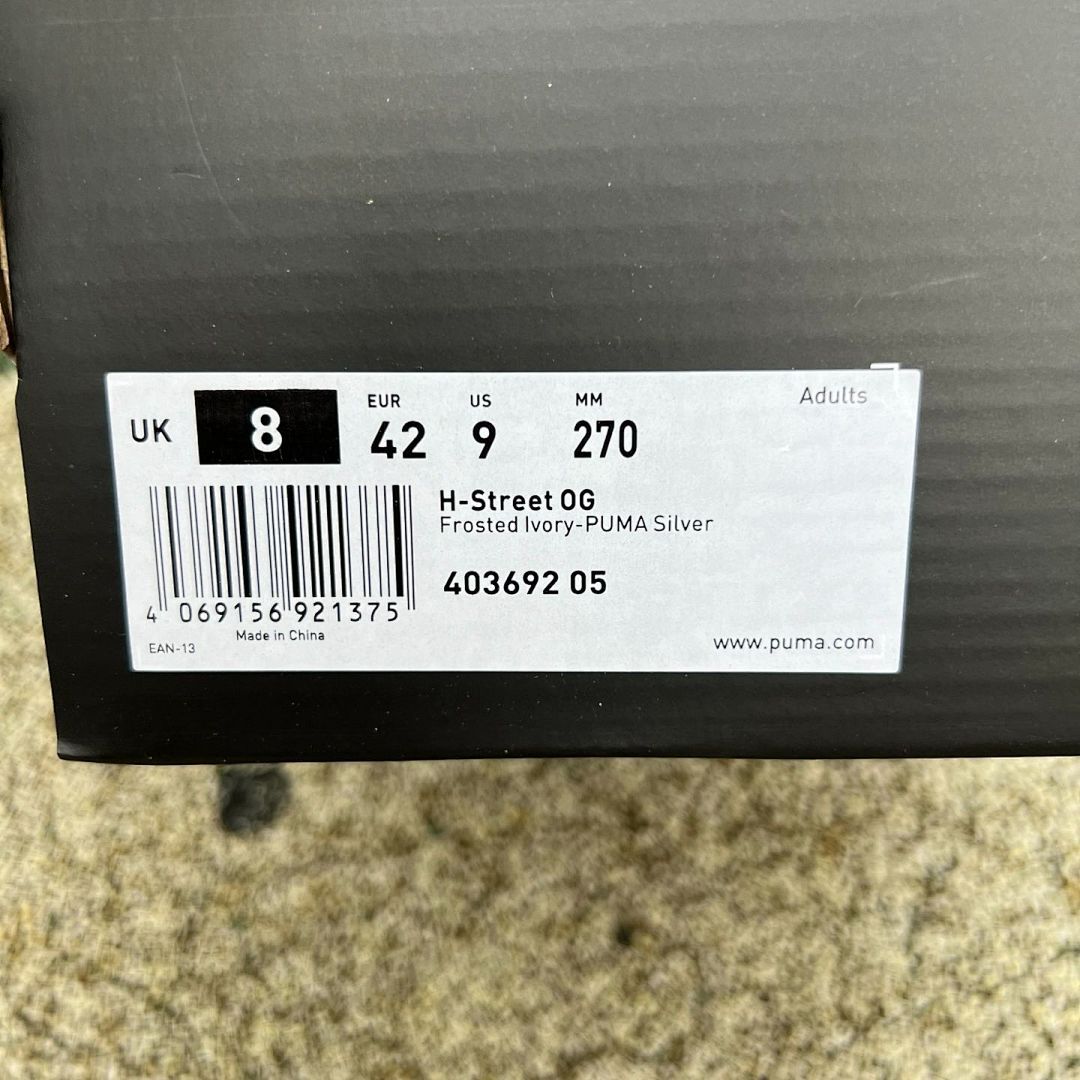 UK 8
EUR 42
US 9
MM 270
Adults
H-Street OG
Frosted Ivory-PUMA Silver
403692 05
4 069156 921375
Made in China
EAN-13
www.puma.com